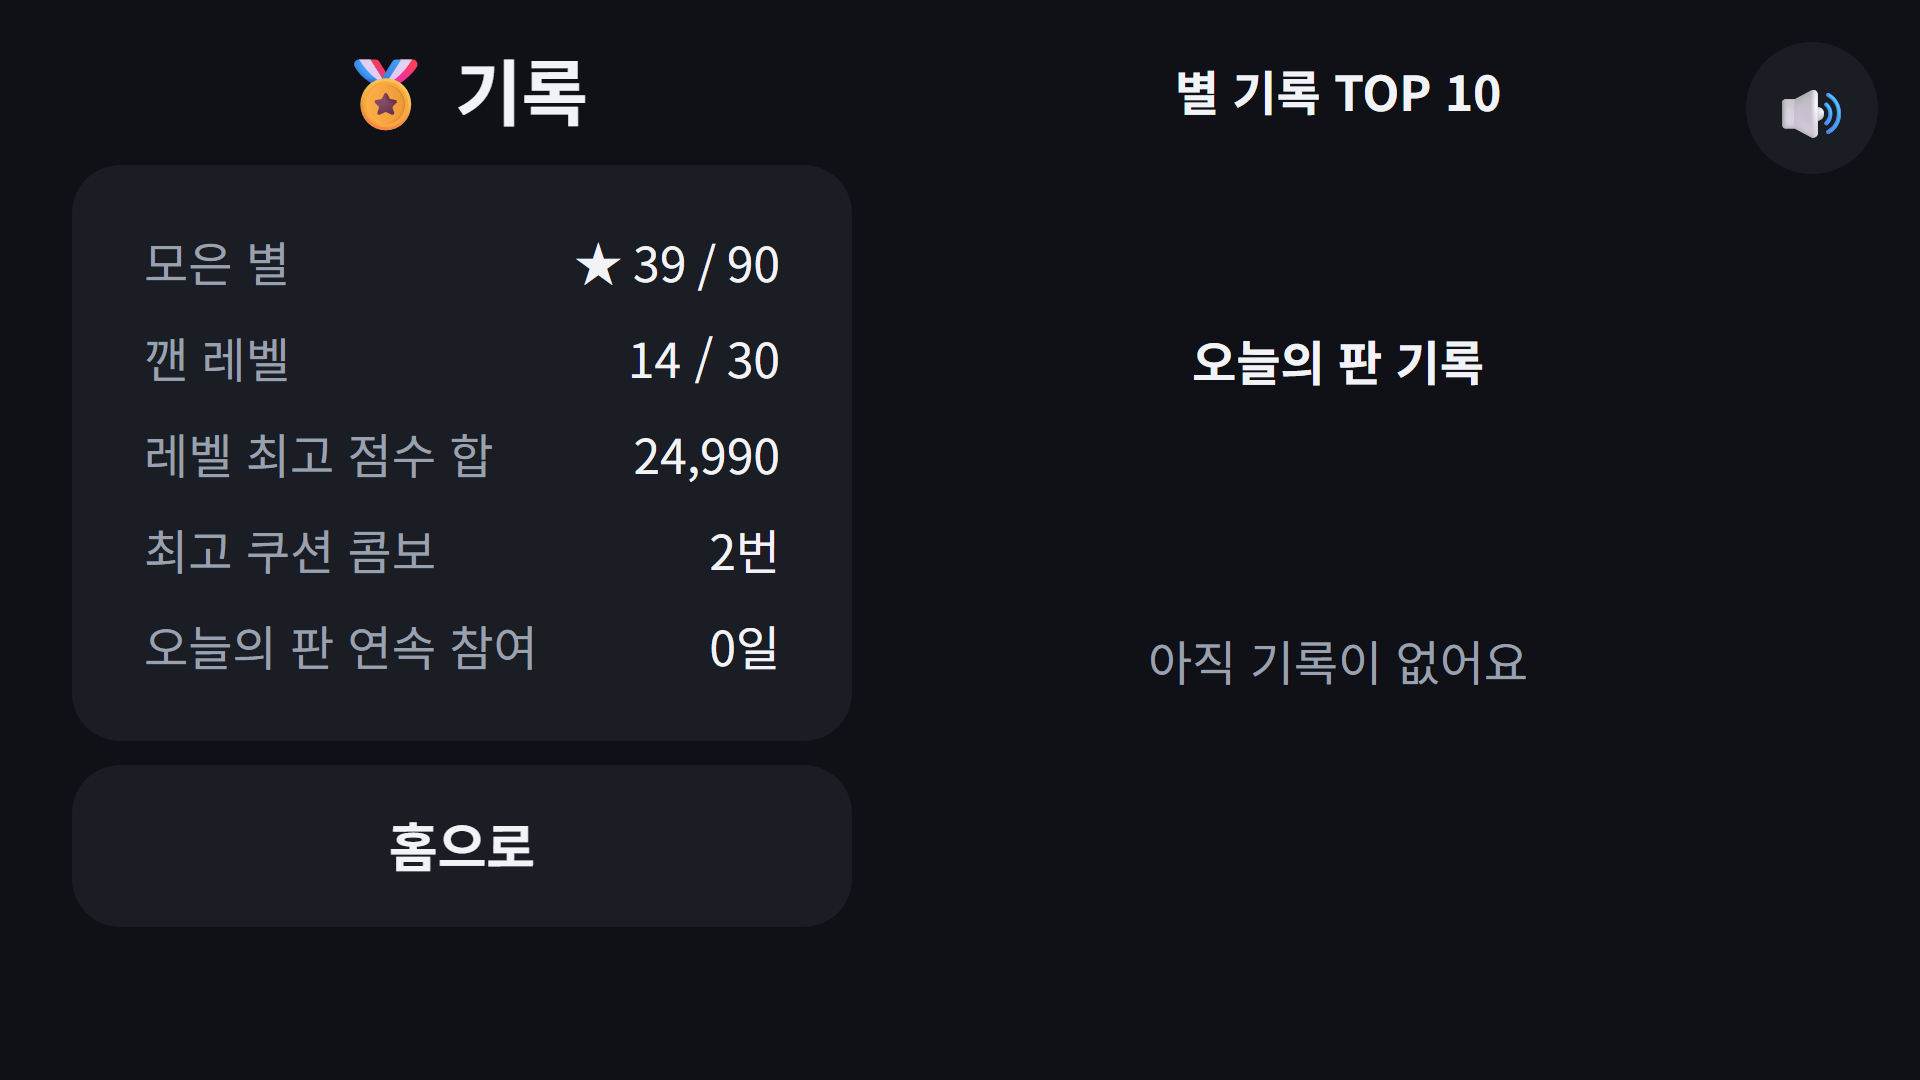 기록
모은 별 ★ 39 / 90
깬 레벨 14 / 30
레벨 최고 점수 합 24,990
최고 쿠션 콤보 2번
오늘의 판 연속 참여 0일
홈으로
별 기록 TOP 10
오늘의 판 기록
아직 기록이 없어요